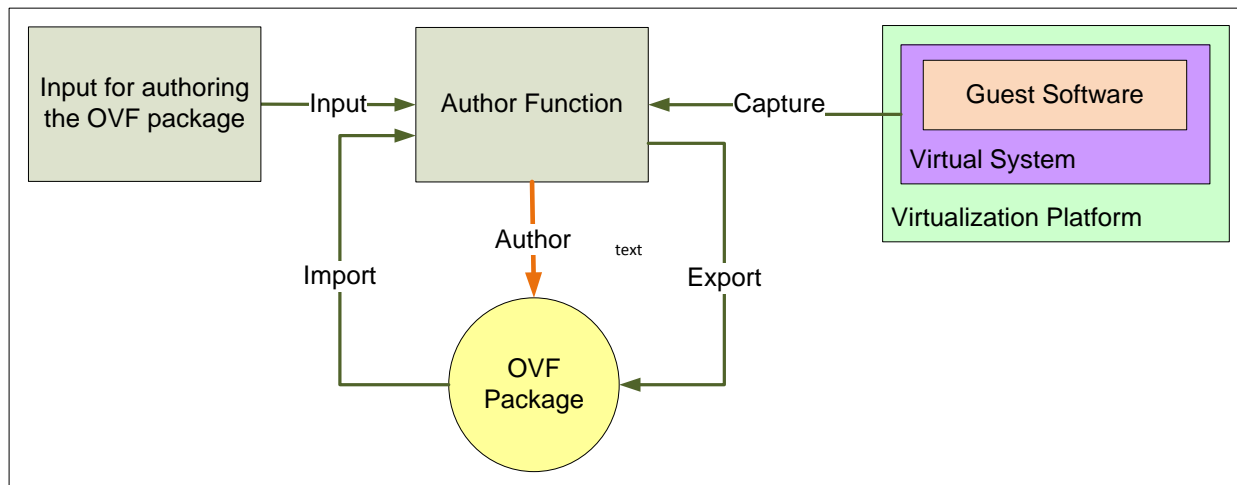 Input for authoring
the OVF package
Input
Author Function
Capture
Guest Software
Virtual System
Virtualization Platform
Author
text
Import
Export
OVF
Package